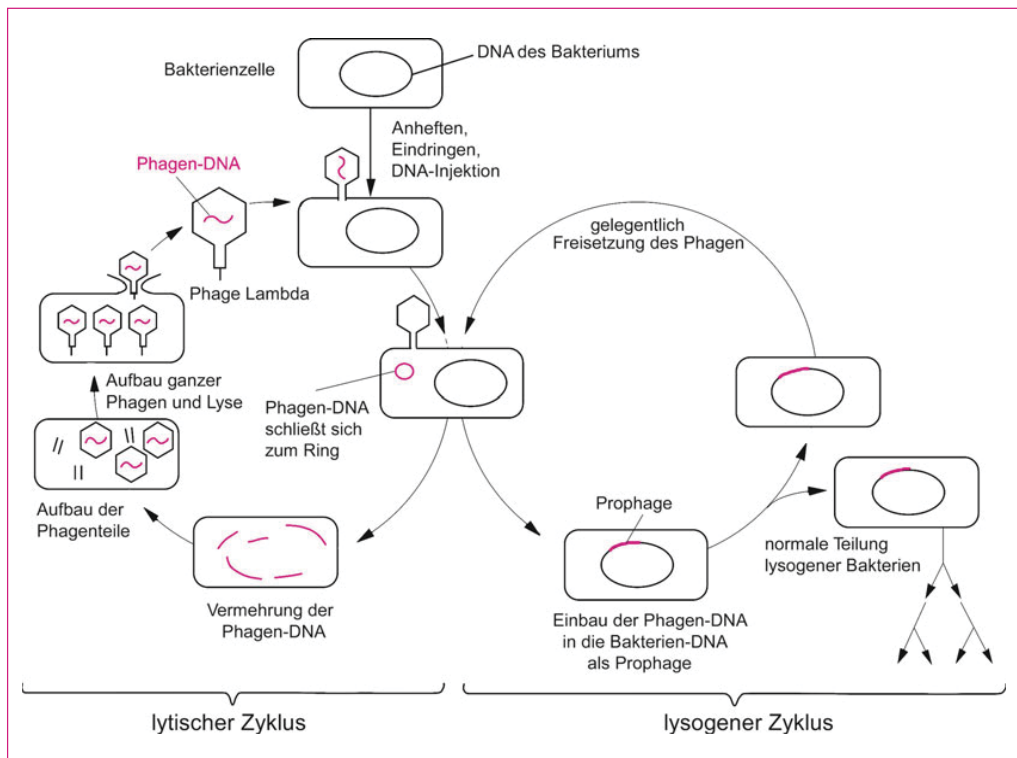 DNA des Bakteriums
Bakterienzelle
Anheften,
Eindringen,
DNA-Injektion
Phagen-DNA
Phage Lambda
gelegentlich
Freisetzung des Phagen
Aufbau ganzer
Phagen und Lyse
Phagen-DNA
schließt sich
zum Ring
Aufbau der
Phagenteile
Prophage
normale Teilung
lysogener Bakterien
Vermehrung der
Phagen-DNA
Einbau der Phagen-DNA
in die Bakterien-DNA
als Prophage
lytischer Zyklus
lysogener Zyklus